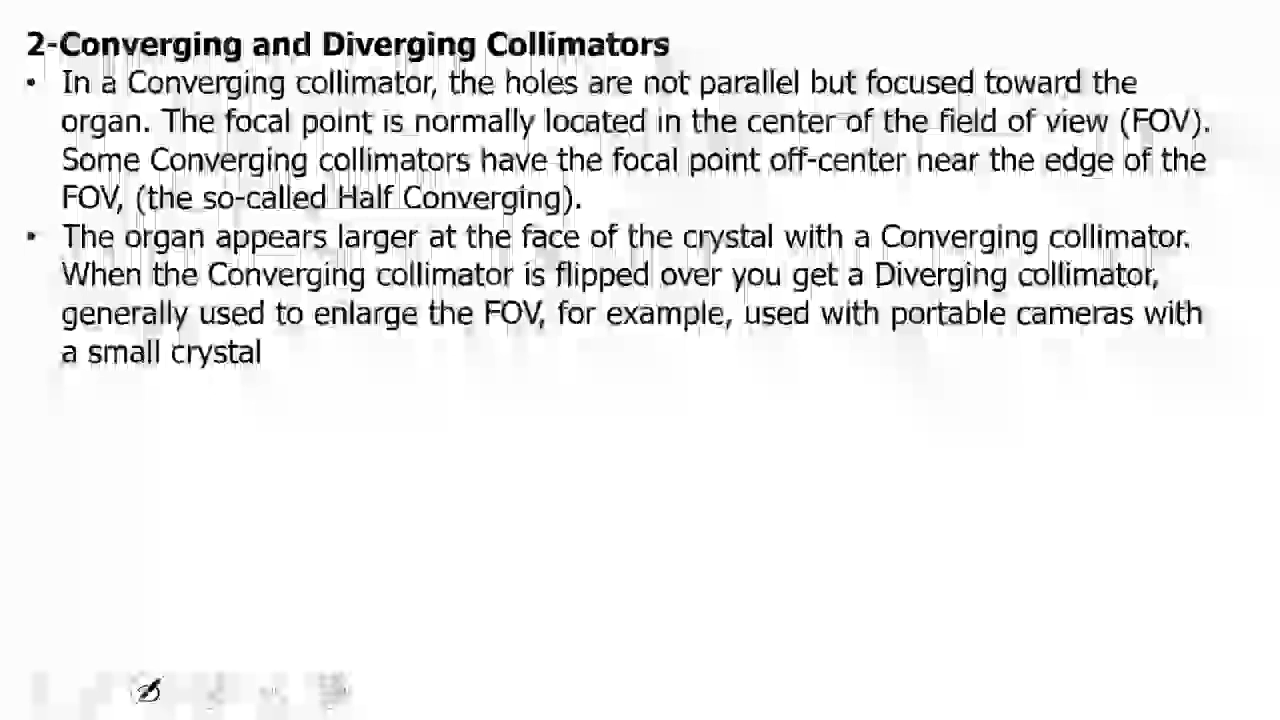 2-Converging and Diverging Collimators
• In a Converging collimator, the holes are not parallel but focused toward the
organ. The focal point is normally located in the center of the field of view (FOV).
Some Converging collimators have the focal point off-center near the edge of the
FOV, (the so-called Half Converging).
• The organ appears larger at the face of the crystal with a Converging collimator.
When the Converging collimator is flipped over you get a Diverging collimator,
generally used to enlarge the FOV, for example, used with portable cameras with
a small crystal